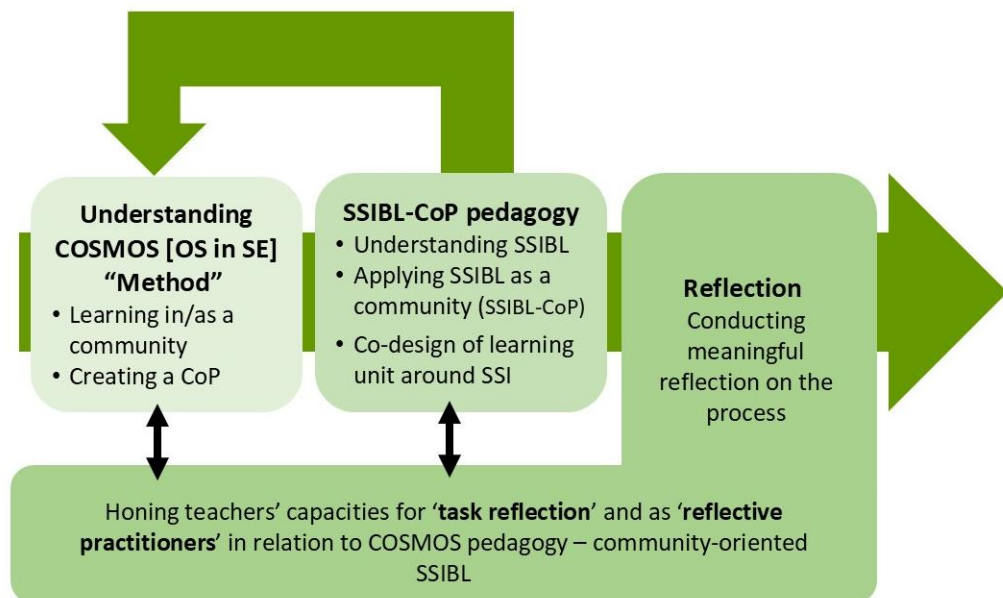 Understanding
COSMOS [OS in SE]
“Method”
• Learning in/as a
community
• Creating a CoP
SSIBL-CoP pedagogy
• Understanding SSIBL
• Applying SSIBL as a
community (SSIBL-CoP)
• Co-design of learning
unit around SSI
Reflection
Conducting
meaningful
reflection on the
process
Honing teachers’ capacities for ‘task reflection’ and as ‘reflective
practitioners’ in relation to COSMOS pedagogy – community-oriented
SSIBL